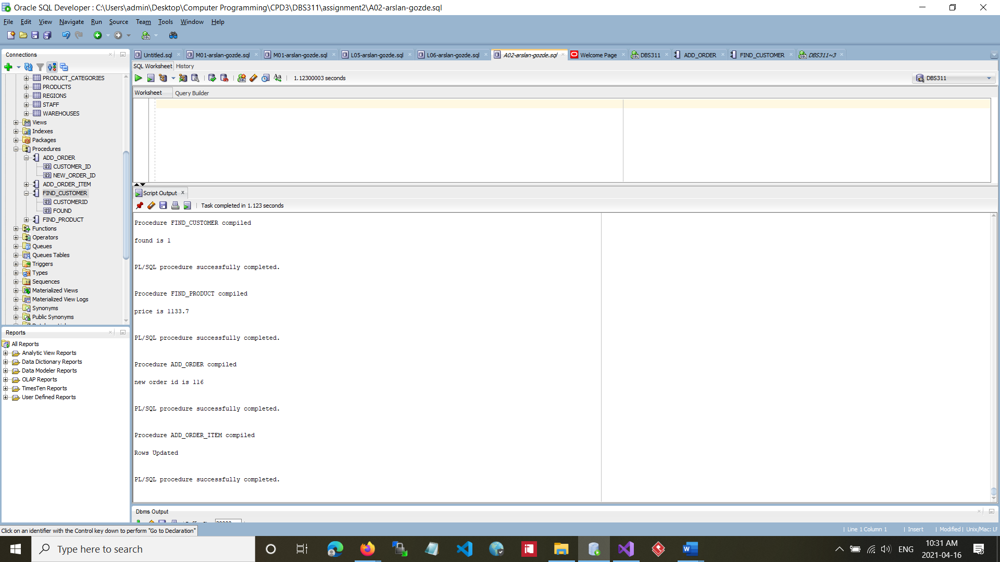 Oracle SQL Developer : C:\Users\admin\Desktop\Computer Programming\CPD3\DBS311\assignment2\A02-arslan-gozde.sql
File Edit View Navigate Run Source Team Tools Window Help
Connections
PRODUCT_CATEGORIES
PRODUCTS
REGIONS
STAFF
WAREHOUSES
Views
Indexes
Packages
Procedures
ADD_ORDER
CUSTOMER_ID
NEW_ORDER_ID
ADD_ORDER_ITEM
FIND_CUSTOMER
CUSTOMERID
FOUND
FIND_PRODUCT
Functions
Operators
Queues
Queues Tables
Triggers
Types
Sequences
Materialized Views
Materialized View Logs
Synonyms
Public Synonyms
Reports
All Reports
Analytic View Reports
Data Dictionary Reports
Data Modeler Reports
OLAP Reports
TimesTen Reports
User Defined Reports
Untitled.sql M01-arslan-gozde.sql M01-arslan-gozde.sql L05-arslan-gozde.sql L06-arslan-gozde.sql A02-arslan-gozde.sql Welcome Page DBS311 ADD_ORDER FIND_CUSTOMER DBS311~3
SQL Worksheet History
1.12300003 seconds DBS311
Worksheet Query Builder
Script Output
Task completed in 1.123 seconds
Procedure FIND_CUSTOMER compiled
found is 1
PL/SQL procedure successfully completed.
Procedure FIND_PRODUCT compiled
price is 1133.7
PL/SQL procedure successfully completed.
Procedure ADD_ORDER compiled
new order id is 116
PL/SQL procedure successfully completed.
Procedure ADD_ORDER_ITEM compiled
Rows Updated
PL/SQL procedure successfully completed.
Dbms Output
Click on an identifier with the Control key down to perform "Go to Declaration"
Line 1 Column 1 Insert Modified Unix/Mac: LF
Type here to search
ENG
10:31 AM
2021-04-16